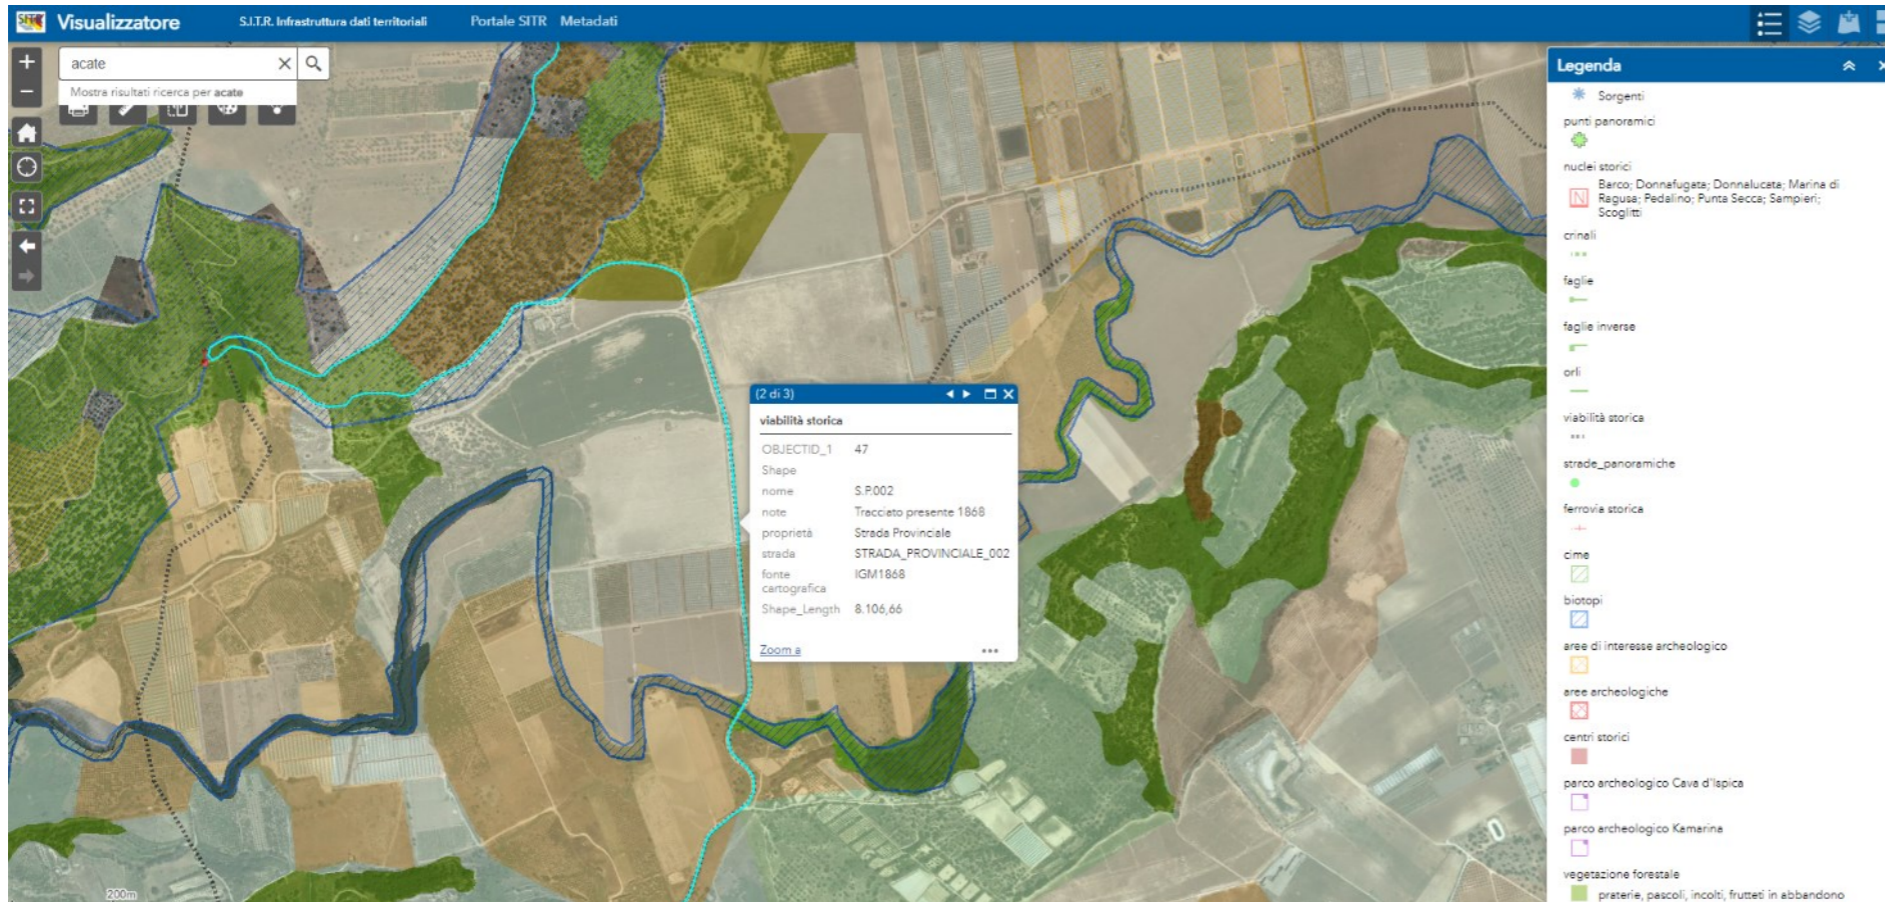 SITR Visualizzatore S.I.T.R. Infrastruttura dati territoriali Portale SITR Metadati
acate
Mostra risultati ricerca per acate
200m
(2 di 3)
viabilità storica
OBJECTID_1 47
Shape
nome S.P.002
note Tracciato presente 1868
proprietà Strada Provinciale
strada STRADA_PROVINCIALE_002
fonte IGM1868
cartografica
Shape_Length 8.106,66
Zoom a
Legenda
Sorgenti
punti panoramici
nuclei storici
Barco; Donnafugata; Donnalucata; Marina di
Ragusa; Pedalino; Punta Secca; Sampieri;
Scoglitti
crinali
faglie
faglie inverse
orli
viabilità storica
strade_panoramiche
ferrovia storica
cime
biotopi
aree di interesse archeologico
aree archeologiche
centri storici
parco archeologico Cava d'Ispica
parco archeologico Kamarina
vegetazione forestale
praterie, pascoli, incolti, frutteti in abbandono